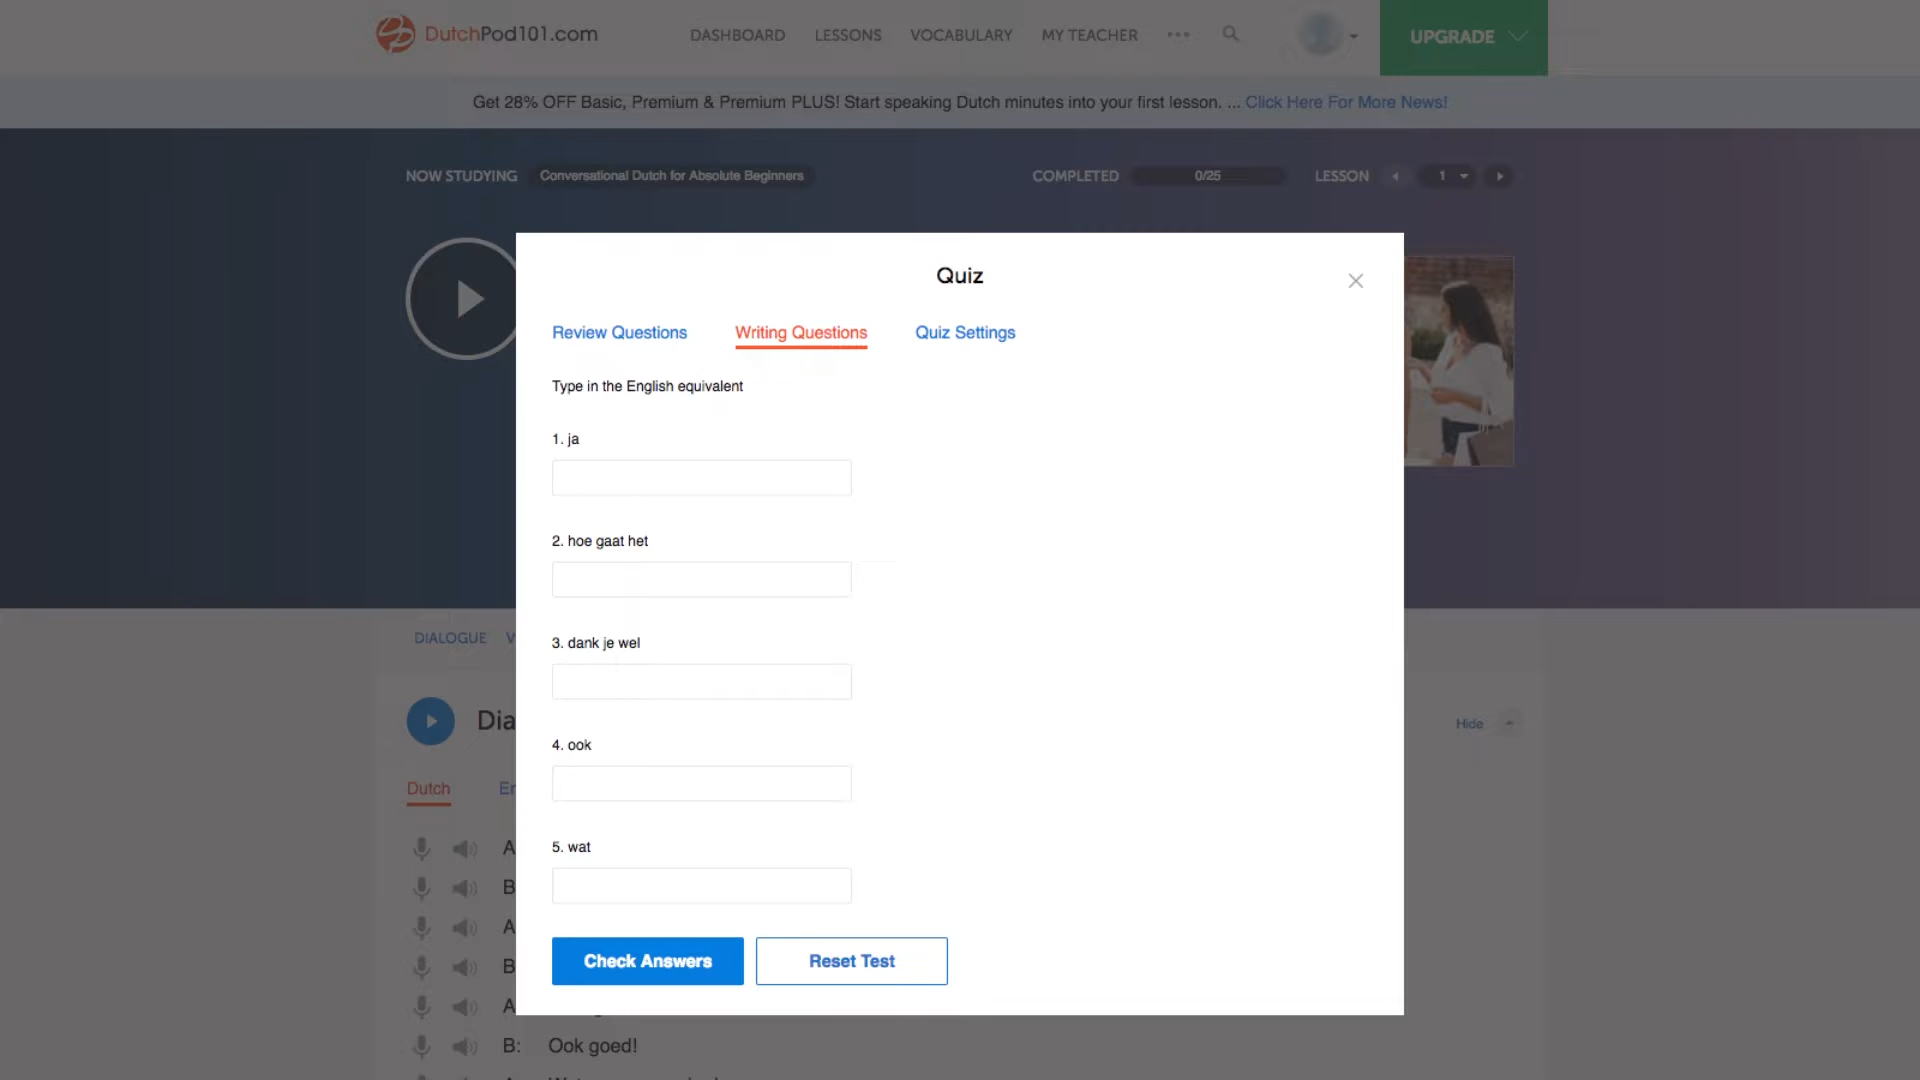 DutchPod101.com DASHBOARD LESSONS VOCABULARY MY TEACHER UPGRADE
Get 28% OFF Basic, Premium & Premium PLUS! Start speaking Dutch minutes into your first lesson. ... Click Here For More News!
NOW STUDYING Conversational Dutch for Absolute Beginners COMPLETED 0/25 LESSON 1
Quiz
Review Questions Writing Questions Quiz Settings
Type in the English equivalent
1. ja
2. hoe gaat het
3. dank je wel
4. ook
5. wat
Check Answers Reset Test
DIALOGUE
Hide
Dutch
A
B
A
B
A
B: Ook goed!